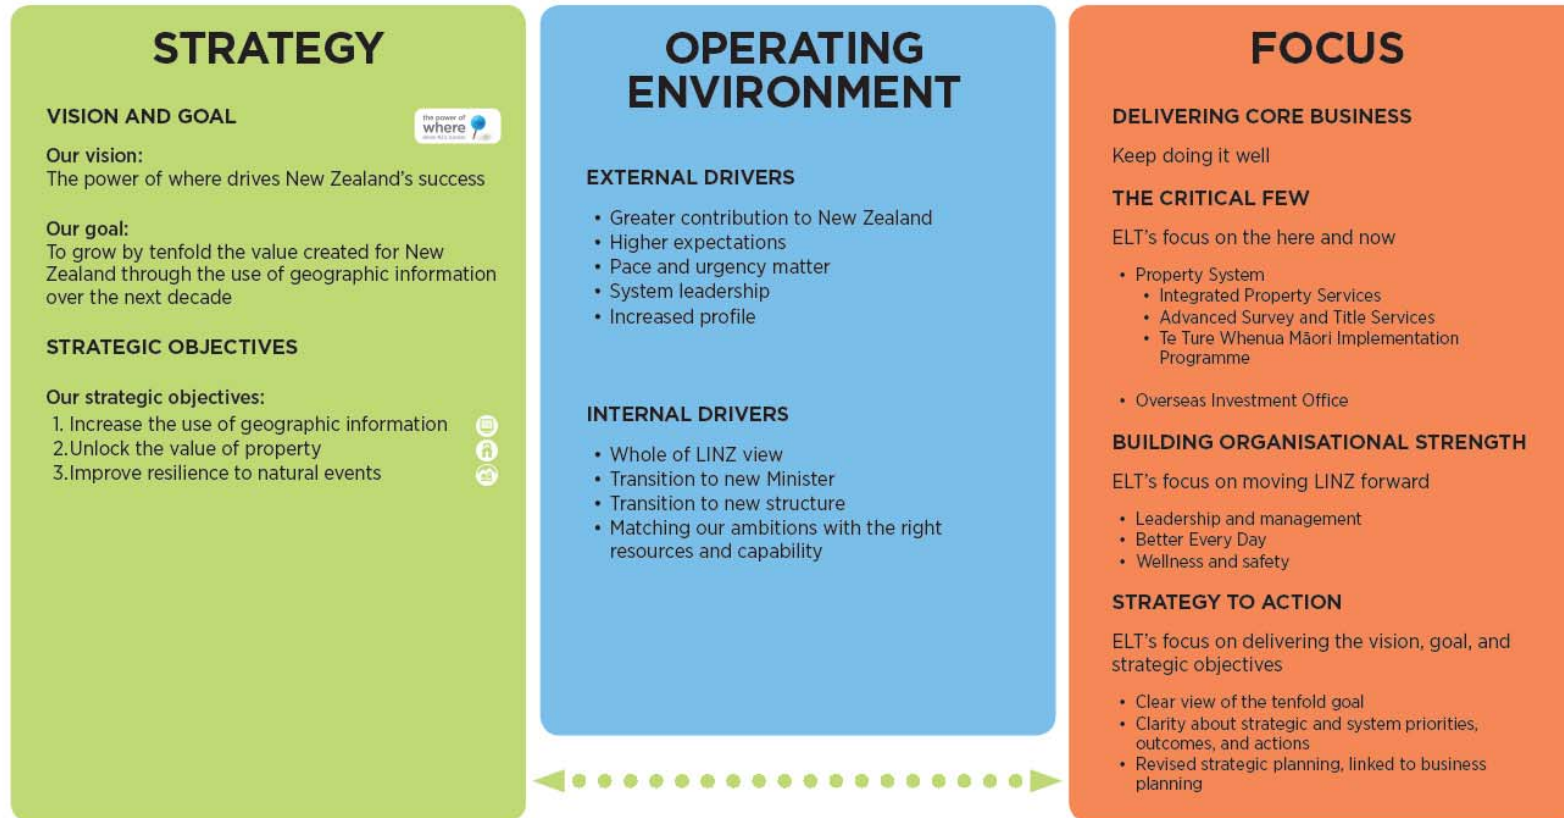 STRATEGY
VISION AND GOAL
the power of
where
Our vision:
The power of where drives New Zealand's success
Our goal:
To grow by tenfold the value created for New
Zealand through the use of geographic information
over the next decade
STRATEGIC OBJECTIVES
Our strategic objectives:
1. Increase the use of geographic information
2.Unlock the value of property
3.Improve resilience to natural events
OPERATING
ENVIRONMENT
EXTERNAL DRIVERS
• Greater contribution to New Zealand
• Higher expectations
• Pace and urgency matter
• System leadership
• Increased profile
INTERNAL DRIVERS
• Whole of LINZ view
• Transition to new Minister
• Transition to new structure
• Matching our ambitions with the right
resources and capability
FOCUS
DELIVERING CORE BUSINESS
Keep doing it well
THE CRITICAL FEW
ELT's focus on the here and now
• Property System
• Integrated Property Services
• Advanced Survey and Title Services
• Te Ture Whenua Māori Implementation
Programme
• Overseas Investment Office
BUILDING ORGANISATIONAL STRENGTH
ELT's focus on moving LINZ forward
• Leadership and management
• Better Every Day
• Wellness and safety
STRATEGY TO ACTION
ELT's focus on delivering the vision, goal, and
strategic objectives
• Clear view of the tenfold goal
• Clarity about strategic and system priorities,
outcomes, and actions
• Revised strategic planning, linked to business
planning